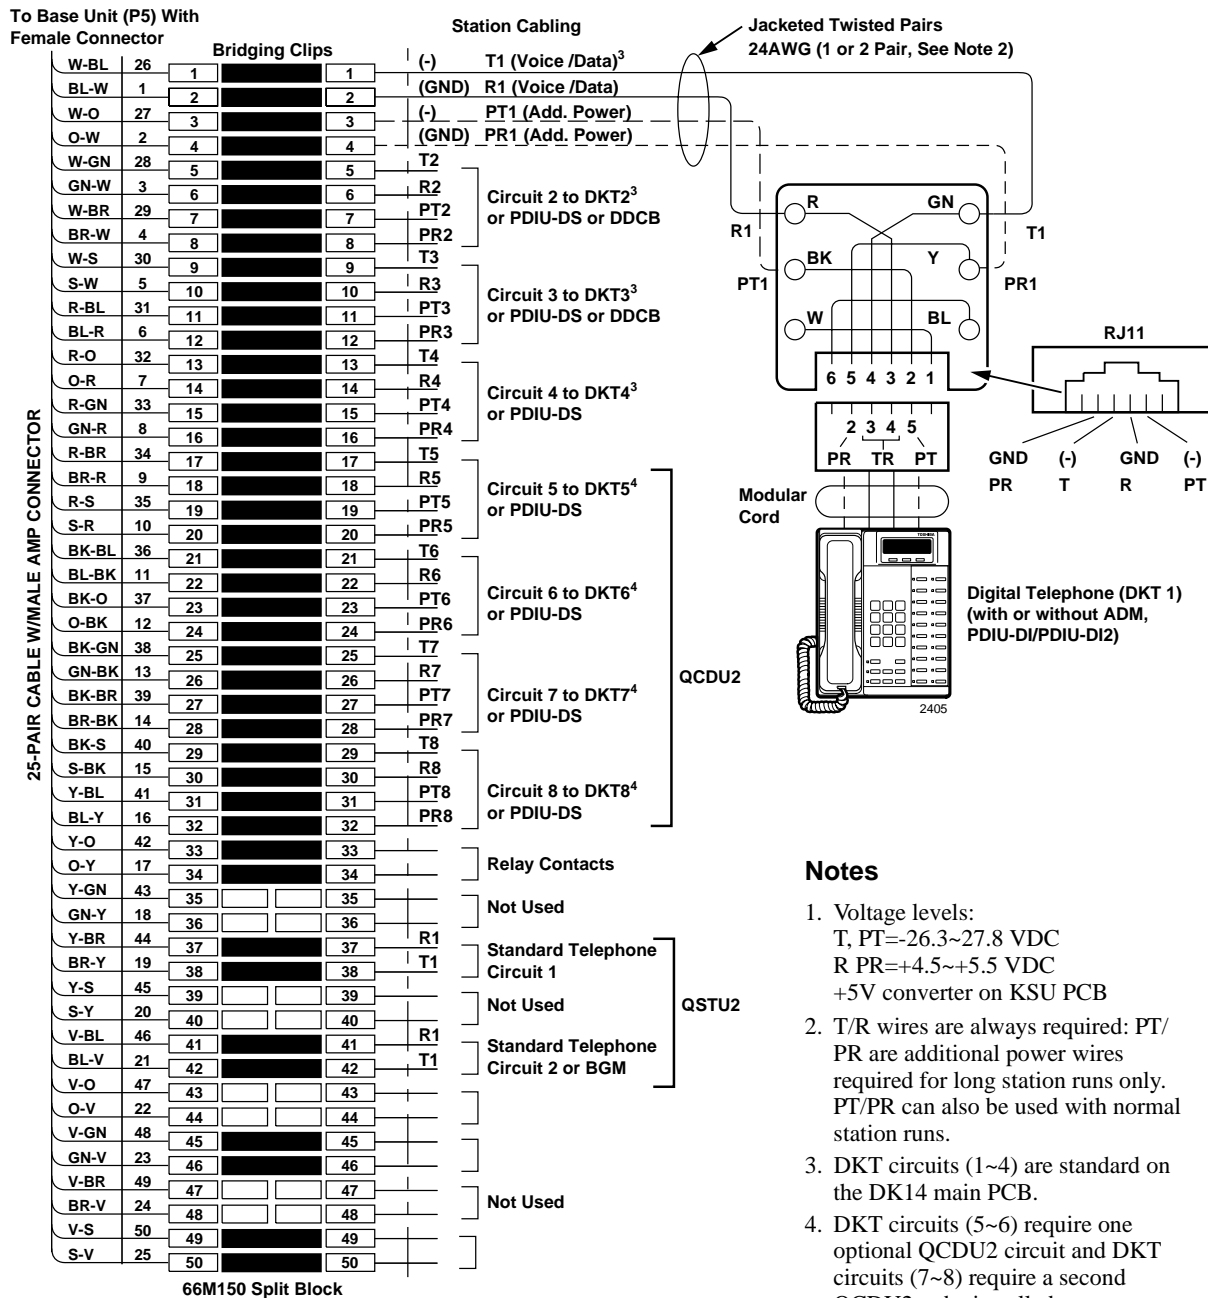 To Base Unit (P5) With
Female Connector
Bridging Clips
Station Cabling
Jacketed Twisted Pairs
24AWG (1 or 2 Pair, See Note 2)
25-PAIR CABLE W/MALE AMP CONNECTOR
W-BL 26 1 1 (-) T1 (Voice /Data)3
BL-W 1 2 2 (GND) R1 (Voice /Data)
W-O 27 3 3 (-) PT1 (Add. Power)
O-W 2 4 4 (GND) PR1 (Add. Power)
W-GN 28 5 5 T2
GN-W 3 6 6 R2
W-BR 29 7 7 PT2
BR-W 4 8 8 PR2
Circuit 2 to DKT23
or PDIU-DS or DDCB
W-S 30 9 9 T3
S-W 5 10 10 R3
R-BL 31 11 11 PT3
BL-R 6 12 12 PR3
Circuit 3 to DKT33
or PDIU-DS or DDCB
R-O 32 13 13 T4
O-R 7 14 14 R4
R-GN 33 15 15 PT4
GN-R 8 16 16 PR4
Circuit 4 to DKT43
or PDIU-DS
R-BR 34 17 17 T5
BR-R 9 18 18 R5
R-S 35 19 19 PT5
S-R 10 20 20 PR5
Circuit 5 to DKT54
or PDIU-DS
BK-BL 36 21 21 T6
BL-BK 11 22 22 R6
BK-O 37 23 23 PT6
O-BK 12 24 24 PR6
Circuit 6 to DKT64
or PDIU-DS
BK-GN 38 25 25 T7
GN-BK 13 26 26 R7
BK-BR 39 27 27 PT7
BR-BK 14 28 28 PR7
Circuit 7 to DKT74
or PDIU-DS
BK-S 40 29 29 T8
S-BK 15 30 30 R8
Y-BL 41 31 31 PT8
BL-Y 16 32 32 PR8
Circuit 8 to DKT84
or PDIU-DS
QCDU2
Y-O 42 33 33
O-Y 17 34 34
Relay Contacts
Y-GN 43 35 35
GN-Y 18 36 36
Not Used
Y-BR 44 37 37 R1
BR-Y 19 38 38 T1
Standard Telephone
Circuit 1
Y-S 45 39 39
S-Y 20 40 40
Not Used
V-BL 46 41 41 R1
BL-V 21 42 42 T1
Standard Telephone
Circuit 2 or BGM
QSTU2
V-O 47 43 43
O-V 22 44 44
V-GN 48 45 45
GN-V 23 46 46
V-BR 49 47 47
BR-V 24 48 48
Not Used
V-S 50 49 49
S-V 25 50 50
66M150 Split Block
R GN
R1 T1
BK Y
PT1 PR1
W BL
6 5 4 3 2 1
2 3 4 5
PR TR PT
Modular
Cord
RJ11
GND (-) GND (-)
PR T R PT
TOSHIBA
Digital Telephone (DKT 1)
(with or without ADM,
PDIU-DI/PDIU-DI2)
2405
Notes
1. Voltage levels:
T, PT=-26.3~27.8 VDC
R PR=+4.5~+5.5 VDC
+5V converter on KSU PCB
2. T/R wires are always required: PT/
PR are additional power wires
required for long station runs only.
PT/PR can also be used with normal
station runs.
3. DKT circuits (1~4) are standard on
the DK14 main PCB.
4. DKT circuits (5~6) require one
optional QCDU2 circuit and DKT
circuits (7~8) require a second